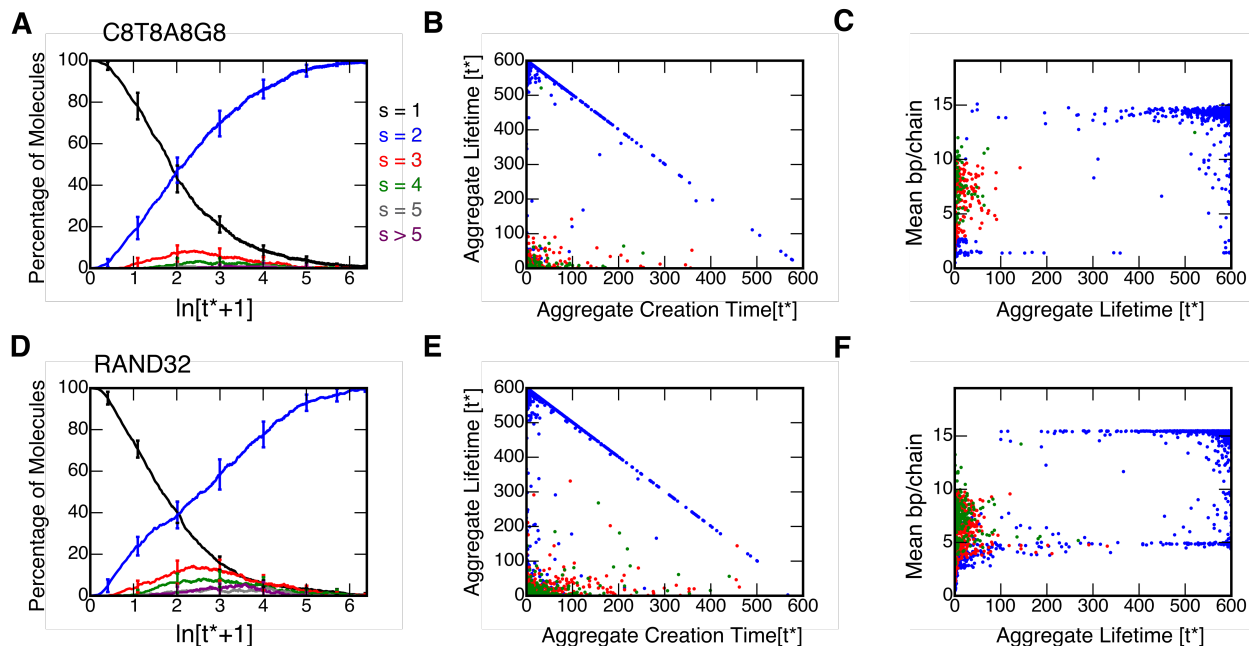 A
C8T8A8G8
100
80
60
40
20
0
0 1 2 3 4 5 6
Percentage of Molecules
ln[t*+1]
s = 1
s = 2
s = 3
s = 4
s = 5
s > 5
B
600
500
400
300
200
100
0
0 100 200 300 400 500 600
Aggregate Lifetime [t*]
Aggregate Creation Time[t*]
C
15
10
5
0
0 100 200 300 400 500 600
Mean bp/chain
Aggregate Lifetime [t*]
D
RAND32
100
80
60
40
20
0
0 1 2 3 4 5 6
Percentage of Molecules
ln[t*+1]
E
600
500
400
300
200
100
0
0 100 200 300 400 500 600
Aggregate Lifetime [t*]
Aggregate Creation Time[t*]
F
15
10
5
0
0 100 200 300 400 500 600
Mean bp/chain
Aggregate Lifetime [t*]